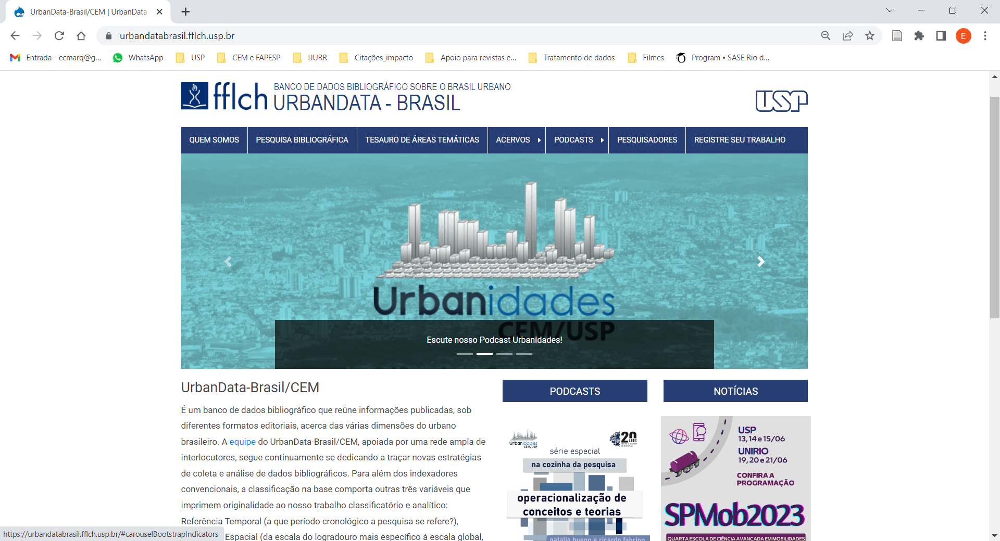 UrbanData-Brasil/CEM | UrbanData
urbandatabrasil.fflch.usp.br
E
Entrada - ecmarq@g...
WhatsApp
USP
CEM e FAPESP
IJURR
Citações_impacto
Apoio para revistas e...
Tratamento de dados
Filmes
Program • SASE Rio d...
fflch
BANCO DE DADOS BIBLIOGRÁFICO SOBRE O BRASIL URBANO
URBANDATA - BRASIL
USP
QUEM SOMOS
PESQUISA BIBLIOGRÁFICA
TESAURO DE ÁREAS TEMÁTICAS
ACERVOS
PODCASTS
PESQUISADORES
REGISTRE SEU TRABALHO
Urbanidades
CEM/USP
Escute nosso Podcast Urbanidades!
UrbanData-Brasil/CEM
É um banco de dados bibliográfico que reúne informações publicadas, sob
diferentes formatos editoriais, acerca das várias dimensões do urbano
brasileiro. A equipe do UrbanData-Brasil/CEM, apoiada por uma rede ampla de
interlocutores, segue continuamente se dedicando a traçar novas estratégias
de coleta e análise de dados bibliográficos. Para além dos indexadores
convencionais, a classificação na base comporta outras três variáveis que
imprimem originalidade ao nosso trabalho classificatório e analítico:
Referência Temporal (a que período cronológico a pesquisa se refere?),
Espacial (da escala do logradouro mais específico à escala global,
https://urbandatabrasil.fflch.usp.br/#carouselBootstrapIndicators
PODCASTS
Urbanidades
CEM/USP
20
ANOS
série especial
na cozinha da pesquisa
operacionalização de
conceitos e teorias
natalia bueno e ricardo fabrino
NOTÍCIAS
USP
13, 14 e 15/06
UNIRIO
19, 20 e 21/06
CONFIRA A
PROGRAMAÇÃO
SPMob2023
QUARTA ESCOLA DE CIÊNCIA AVANÇADA EM MOBILIDADES